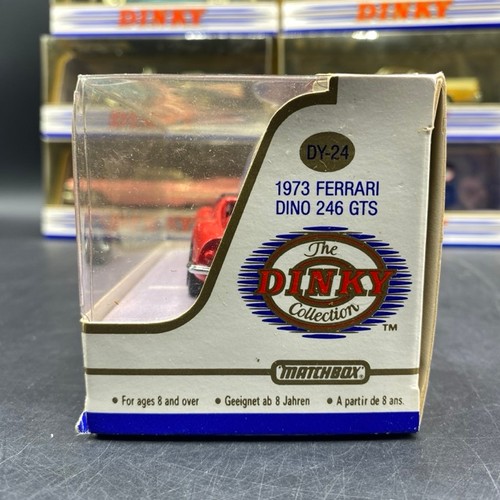 DINKY
DINKY
DY-24
1973 FERRARI
DINO 246 GTS
The
DINKY
Collection
TM
MATCHBOX
• For ages 8 and over • Geeignet ab 8 Jahren • A partir de 8 ans.